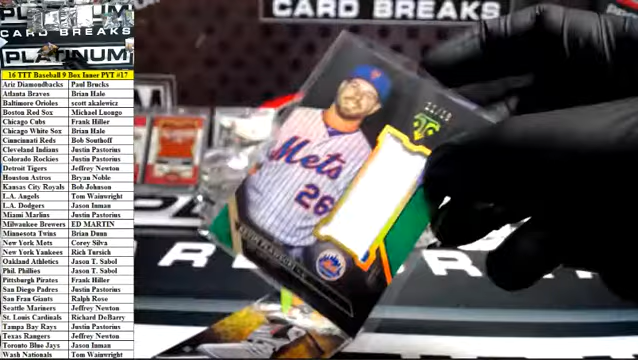 CARD BREAKS
PLATINUM
16 TTT Baseball 9 Box Inner PYT #17
Ariz Diamondbacks Paul Brucks
Atlanta Braves Brian Hale
Baltimore Orioles scott akalewicz
Boston Red Sox Michael Luongo
Chicago Cubs Frank Hiller
Chicago White Sox Brian Hale
Cinncinati Reds Bob Southoff
Cleveland Indians Justin Pastorius
Colorado Rockies Justin Pastorius
Detroit Tigers Jeffrey Newton
Houston Astros Bryan Noble
Kansas City Royals Bob Johnson
L.A. Angels Tom Wainwright
L.A. Dodgers Jason Inman
Miami Marlins Justin Pastorius
Milwaukee Brewers ED MARTIN
Minnesota Twins Brian Dunn
New York Mets Corey Silva
New York Yankees Rich Tursich
Oakland Athletics Jason T. Sabol
Phil. Phillies Jason T. Sabol
Pittsburgh Pirates Frank Hiller
San Diego Padres Justin Pastorius
San Fran Giants Ralph Rose
Seattle Mariners Jeffrey Newton
St. Louis Cardinals Richard DeBarry
Tampa Bay Rays Justin Pastorius
Texas Rangers Jeffrey Newton
Toronto Blue Jays Jason Inman
Wash Nationals Tom Wainwright
CARD BREAKS
Mets
26